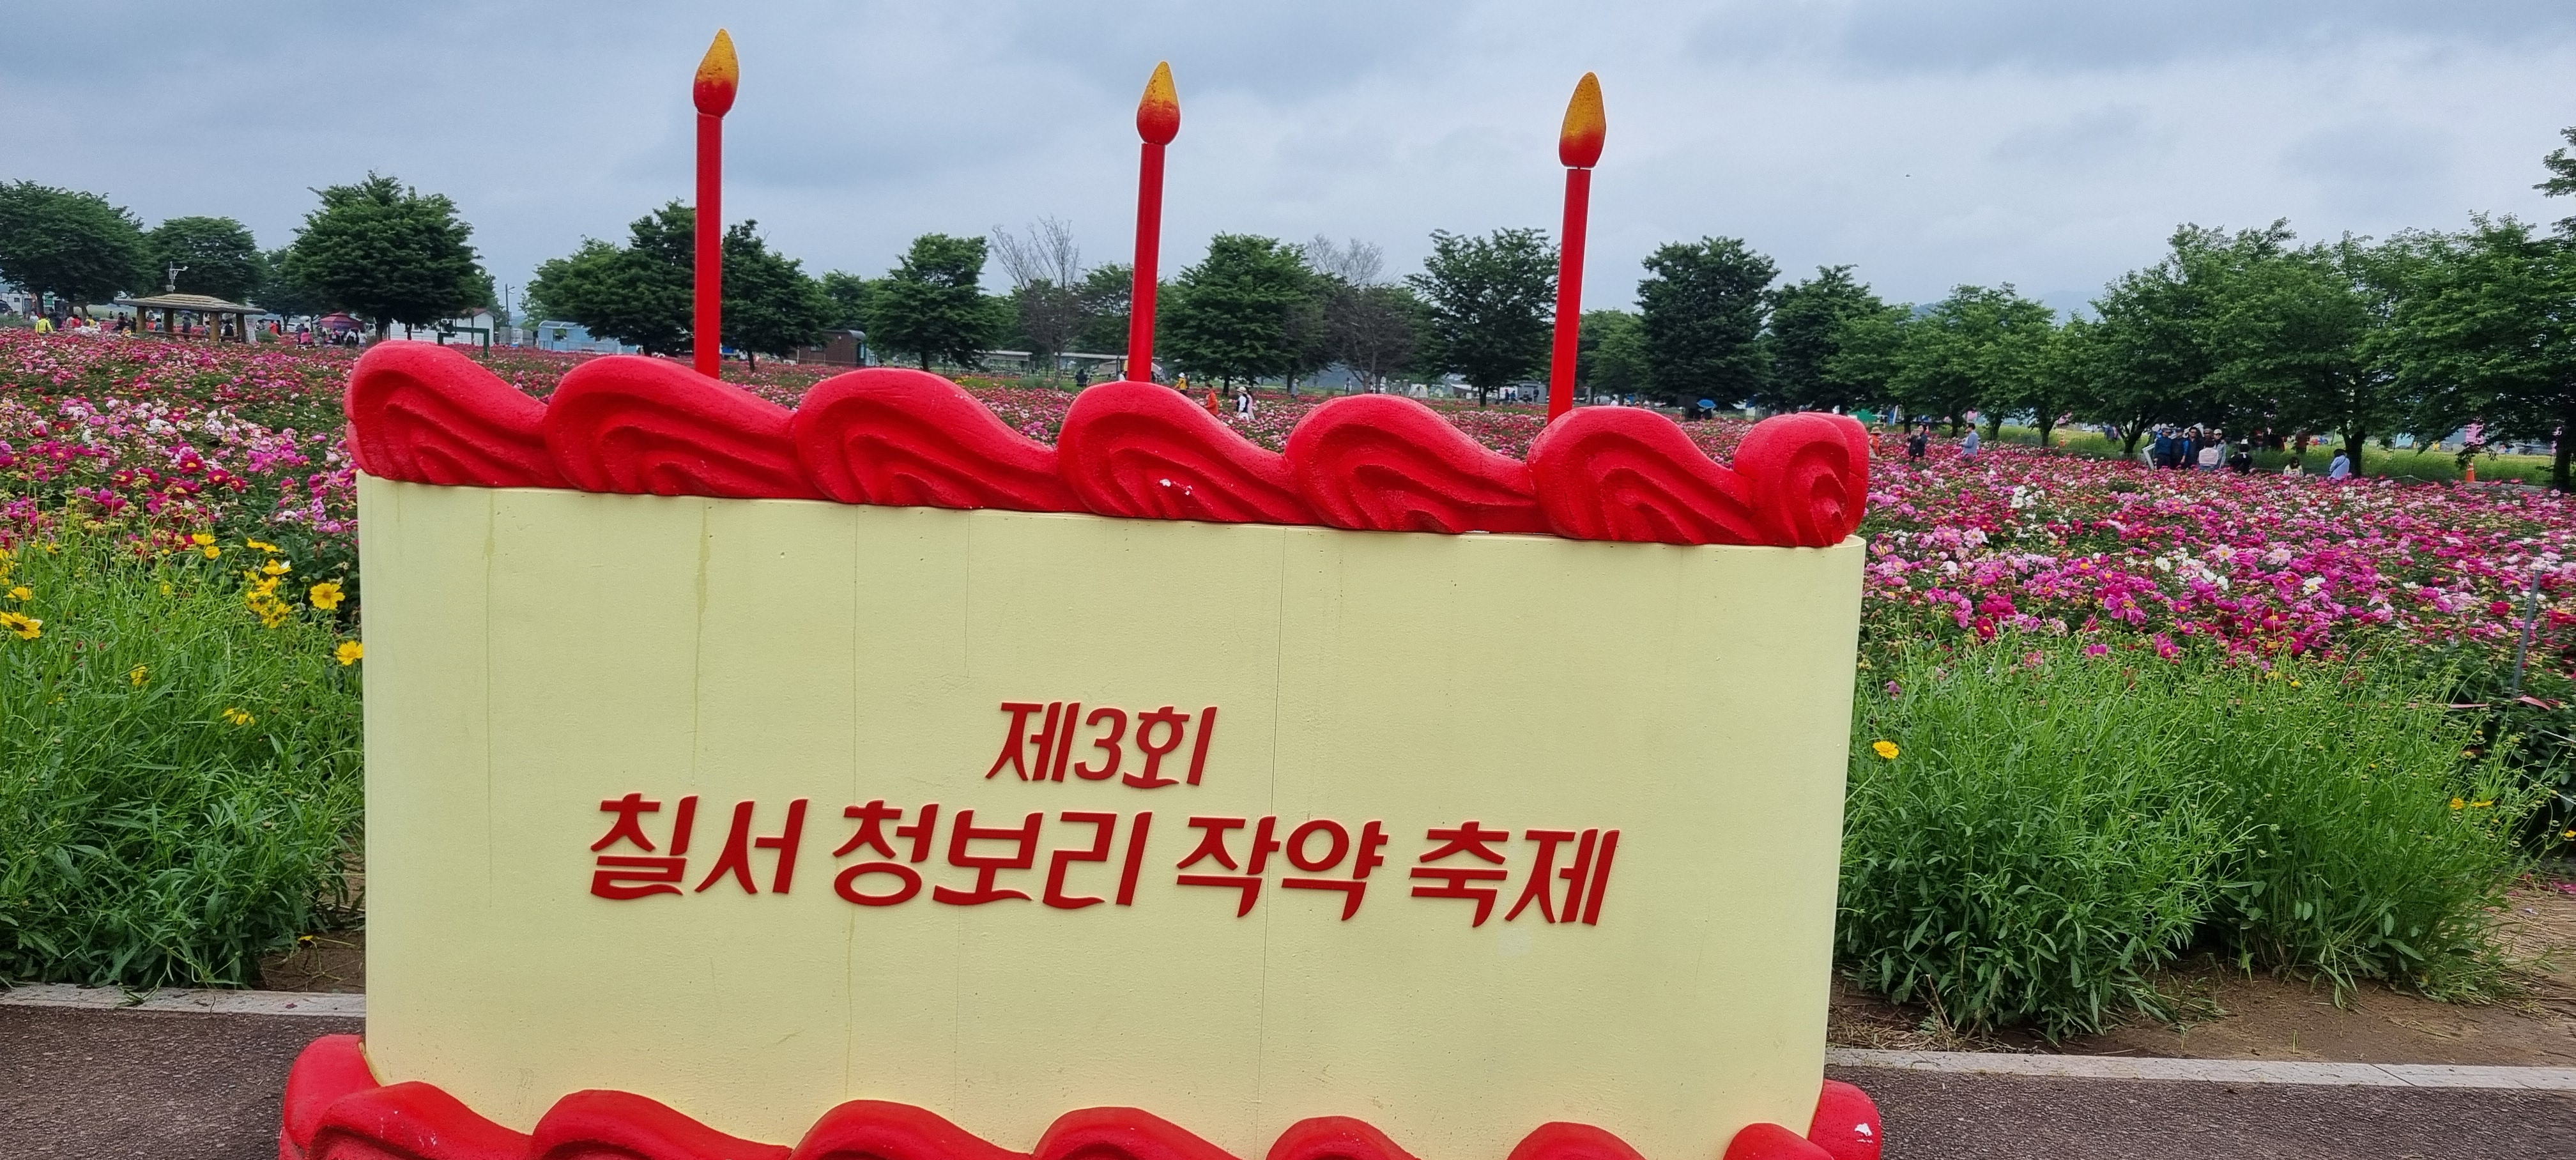 제3회
칠서 청보리 작약 축제